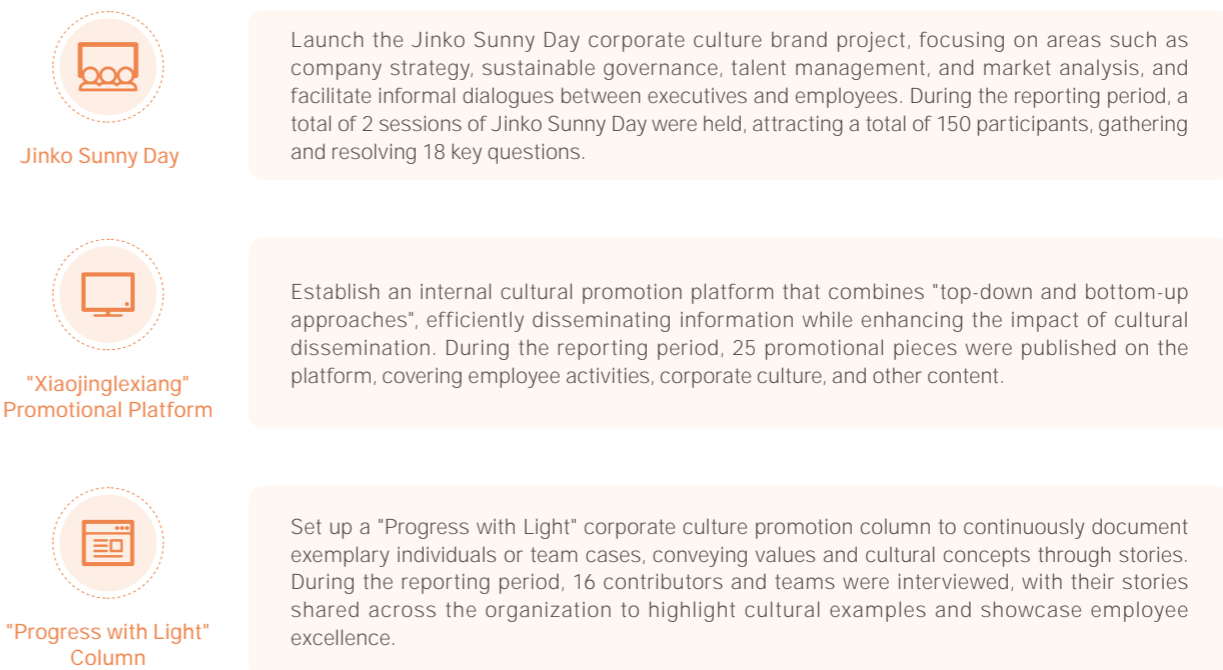 Launch the Jinko Sunny Day corporate culture brand project, focusing on areas such as
company strategy, sustainable governance, talent management, and market analysis, and
facilitate informal dialogues between executives and employees. During the reporting period, a
total of 2 sessions of Jinko Sunny Day were held, attracting a total of 150 participants, gathering
and resolving 18 key questions.
Jinko Sunny Day
Establish an internal cultural promotion platform that combines "top-down and bottom-up
approaches", efficiently disseminating information while enhancing the impact of cultural
dissemination. During the reporting period, 25 promotional pieces were published on the
platform, covering employee activities, corporate culture, and other content.
"Xiaojinglexiang"
Promotional Platform
Set up a "Progress with Light" corporate culture promotion column to continuously document
exemplary individuals or team cases, conveying values and cultural concepts through stories.
During the reporting period, 16 contributors and teams were interviewed, with their stories
shared across the organization to highlight cultural examples and showcase employee
excellence.
"Progress with Light"
Column